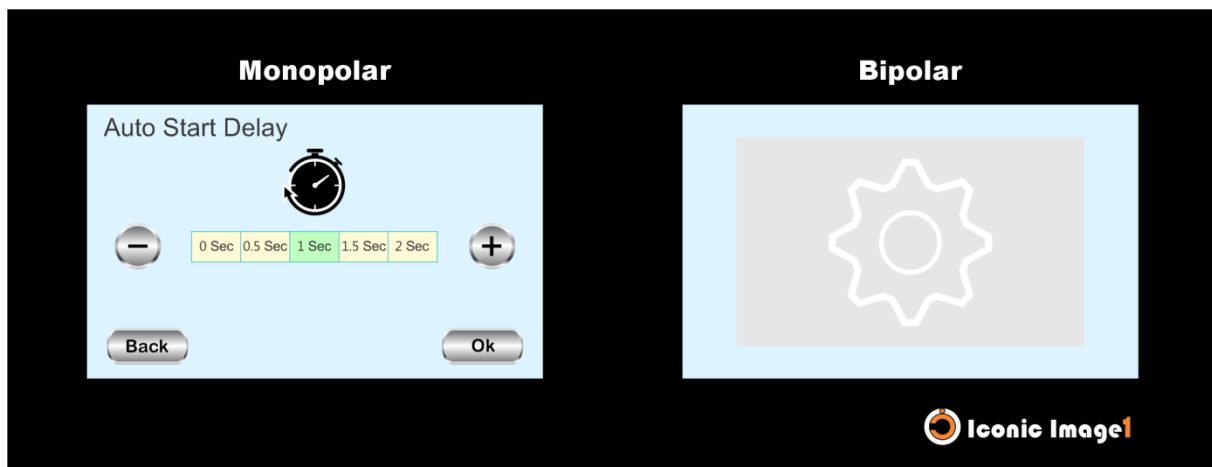 Monopolar
Bipolar
Auto Start Delay
0 Sec 0.5 Sec 1 Sec 1.5 Sec 2 Sec
Back
Ok
Iconic Image1